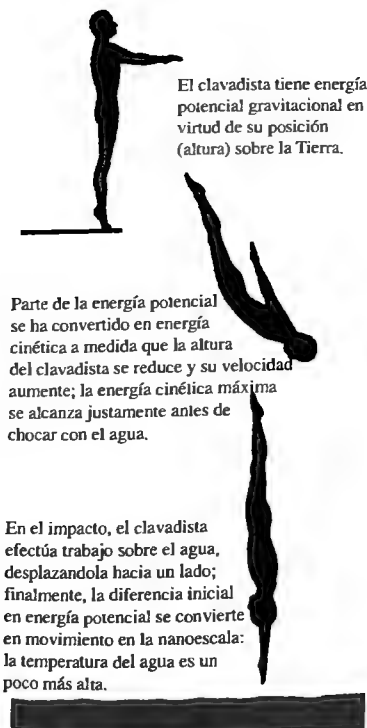 El clavadista tiene energía
potencial gravitacional en
virtud de su posición
(altura) sobre la Tierra.
Parte de la energía potencial
se ha convertido en energía
cinética a medida que la altura
del clavadista se reduce y su velocidad
aumente; la energía cinética máxima
se alcanza justamente antes de
chocar con el agua.
En el impacto, el clavadista
efectúa trabajo sobre el agua,
desplazandola hacia un lado;
finalmente, la diferencia inicial
en energía potencial se convierte
en movimiento en la nanoescala:
la temperatura del agua es un
poco más alta.